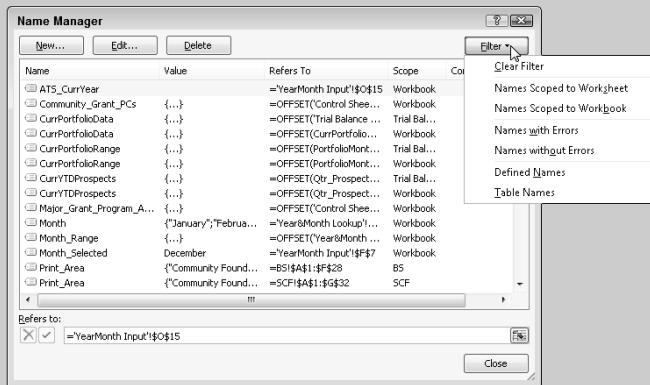 Name Manager
New... Edit... Delete Filter
Clear Filter
Names Scoped to Worksheet
Names Scoped to Workbook
Names with Errors
Names without Errors
Defined Names
Table Names
Name Value Refers To Scope Co
ATS_CurrYear ='YearMonth Input'!$O$15 Workbook
Community_Grant_PCs {...} =OFFSET('Control Shee... Workbook
CurrPortfolioData {...} =OFFSET('Trial Balance ... Trial Bal...
CurrPortfolioData {...} =OFFSET(CurrPortfolio... Workbook
CurrPortfolioRange {...} =OFFSET(PortfolioMont... Trial Bal...
CurrPortfolioRange {...} =OFFSET(PortfolioMont... Workbook
CurrYTDProspects {...} =OFFSET(Qtr_Prospect... Trial Bal...
CurrYTDProspects {...} =OFFSET(Qtr_Prospect... Workbook
Major_Grant_Program_A... {...} =OFFSET('Control Shee... Workbook
Month {"January";"Februa... ='Year&Month Lookup'!... Workbook
Month_Range {...} =OFFSET('Year&Month ... Workbook
Month_Selected December ='YearMonth Input'!$F$7 Workbook
Print_Area {"Community Found... =BS!$A$1:$F$28 BS
Print_Area {"Community Found... =SCF!$A$1:$G$32 SCF
Refers to:
='YearMonth Input'!$O$15
Close